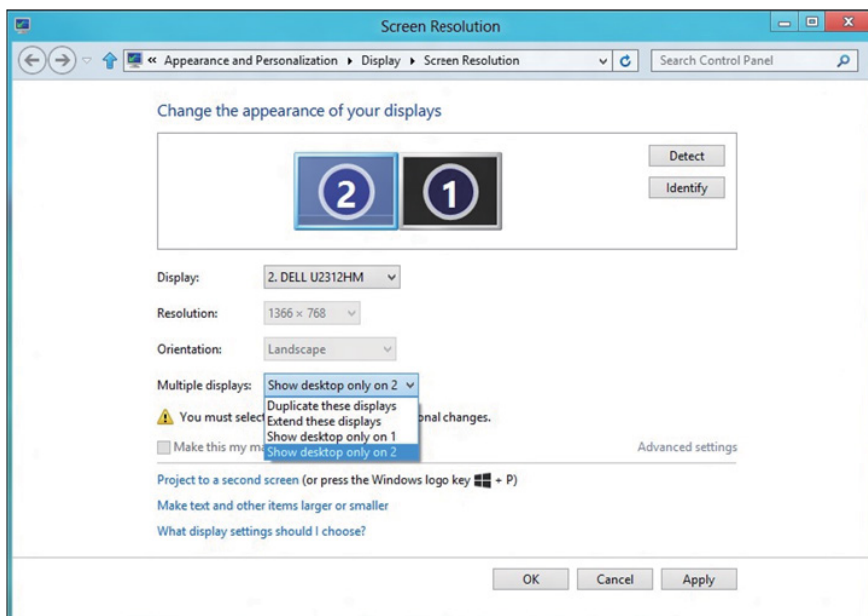 Screen Resolution
« Appearance and Personalization ▸ Display ▸ Screen Resolution
Search Control Panel
Change the appearance of your displays
2 1
Detect
Identify
Display: 2. DELL U2312HM
Resolution: 1366 × 768
Orientation: Landscape
Multiple displays: Show desktop only on 2
Duplicate these displays
You must select onal changes.
Extend these displays
Show desktop only on 1
Make this my ma
Show desktop only on 2
Advanced settings
Project to a second screen (or press the Windows logo key + P)
Make text and other items larger or smaller
What display settings should I choose?
OK Cancel Apply